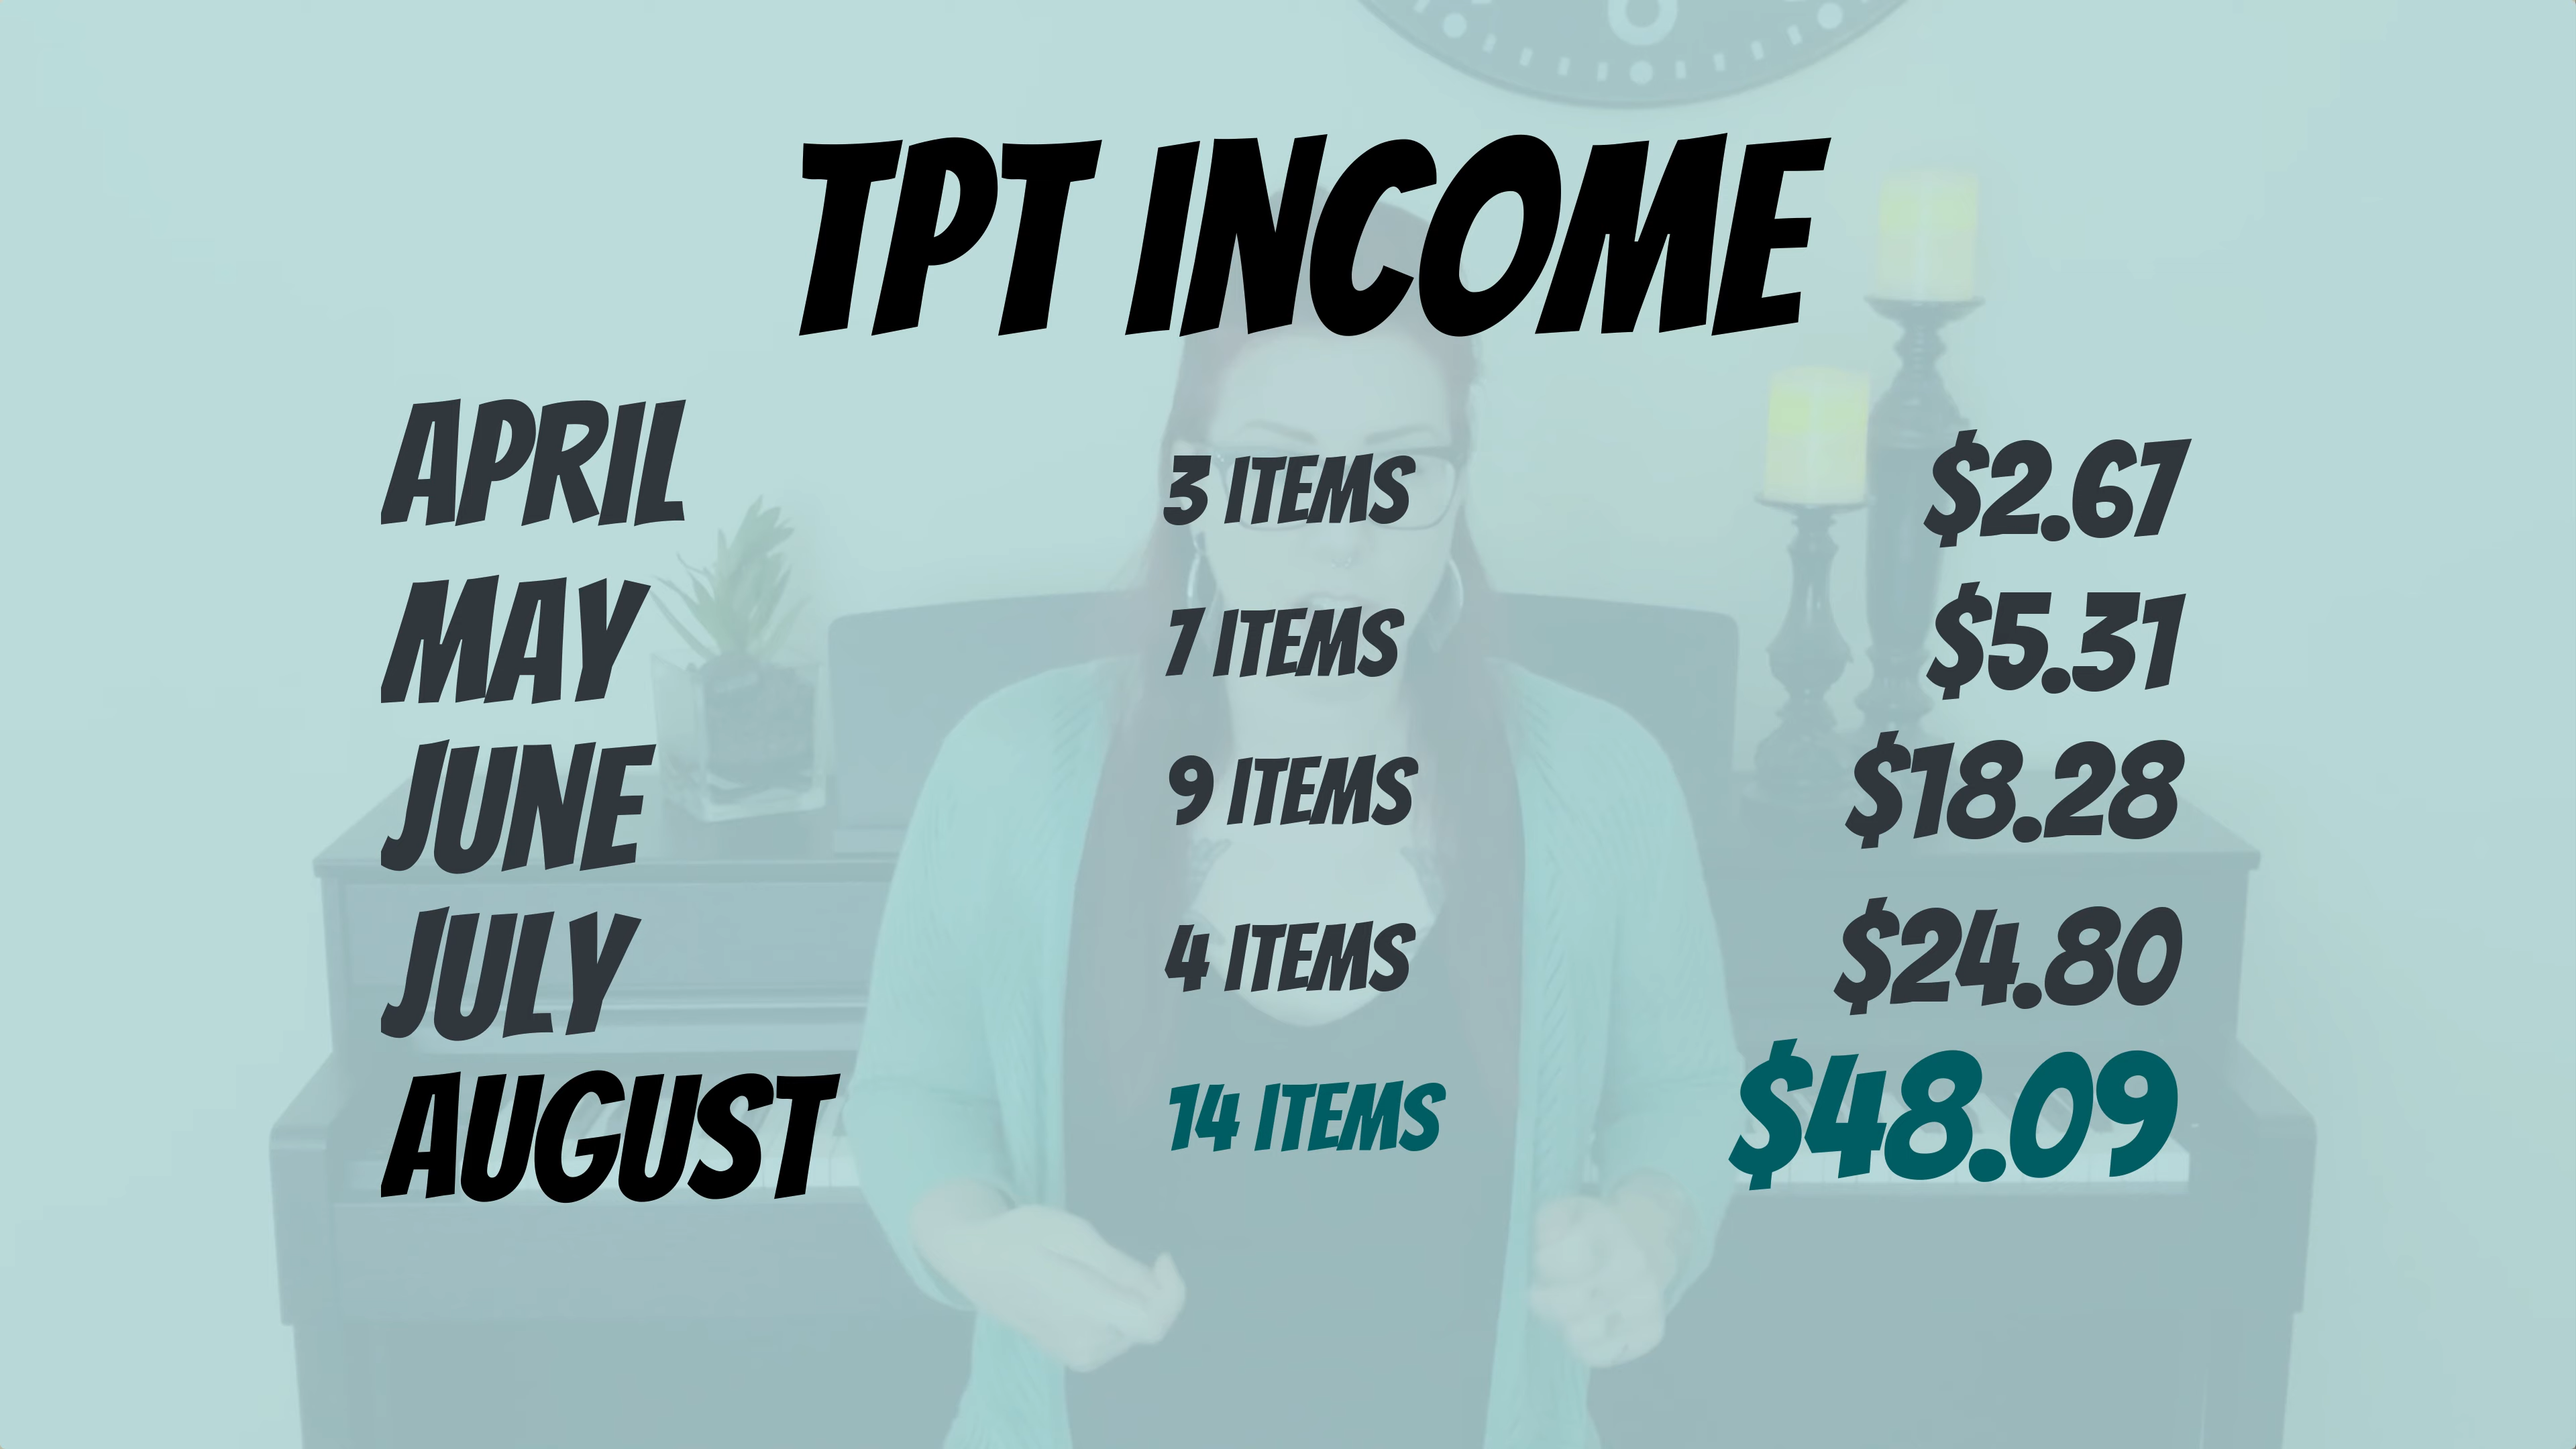 TPT INCOME
APRIL 3 ITEMS $2.67
MAY 7 ITEMS $5.31
JUNE 9 ITEMS $18.28
JULY 4 ITEMS $24.80
AUGUST 14 ITEMS $48.09